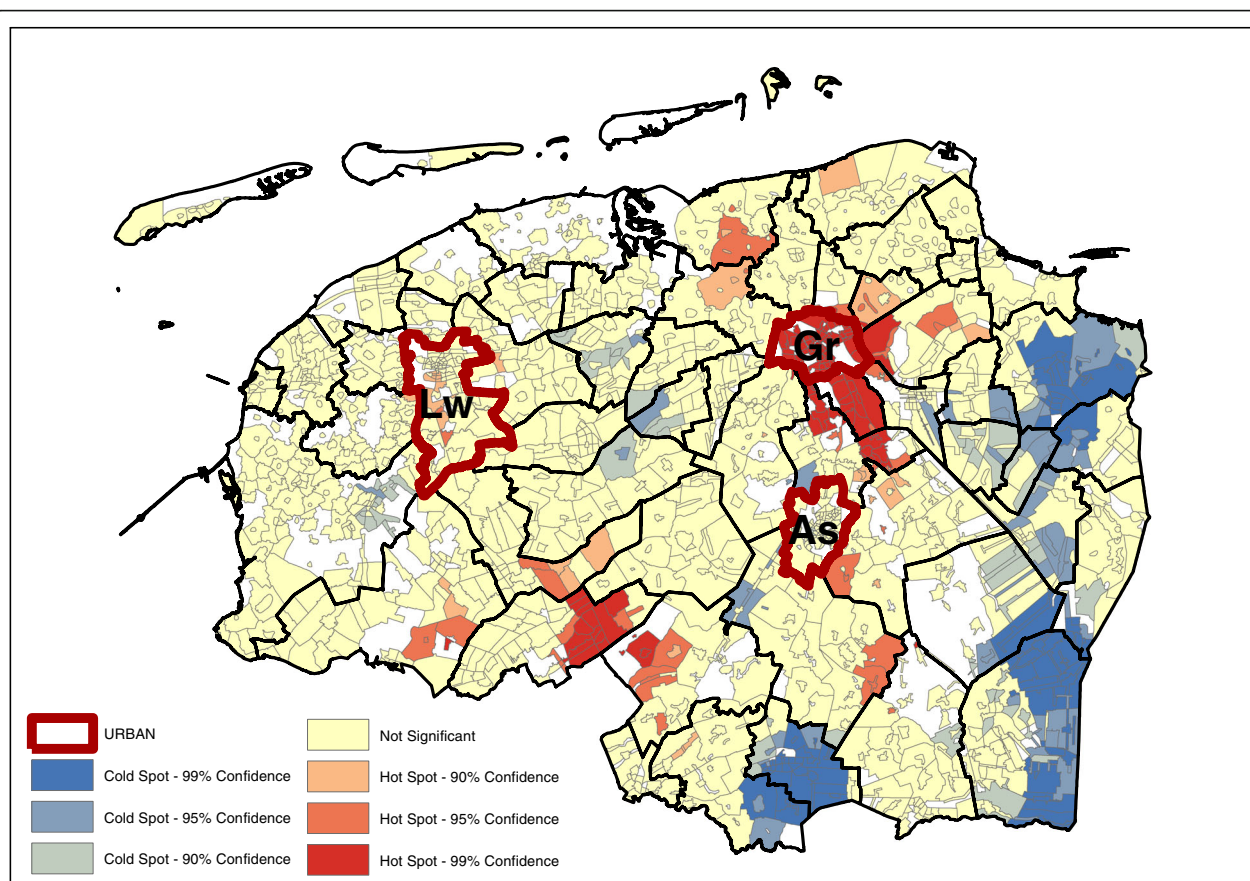 Gr
Lw
As
URBAN
Cold Spot - 99% Confidence
Cold Spot - 95% Confidence
Cold Spot - 90% Confidence
Not Significant
Hot Spot - 90% Confidence
Hot Spot - 95% Confidence
Hot Spot - 99% Confidence